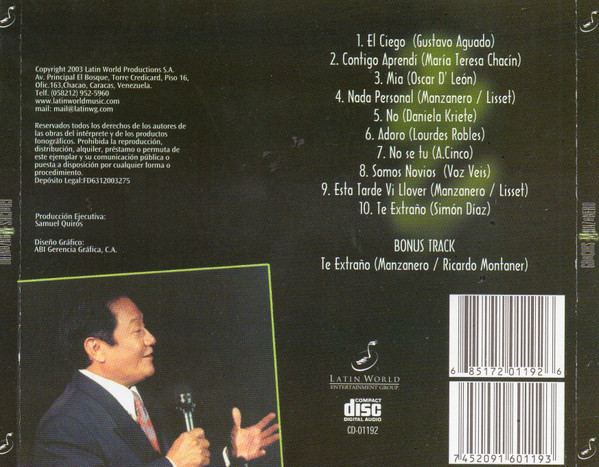 Copyright 2003 Latin World Productions S.A.
Av. Principal El Bosque, Torre Credicard, Piso 16,
Ofic.163,Chacao, Caracas, Venezuela.
Telf. (058212) 952-5960
www.latinworldmusic.com
mail: mail@latinwg.com
Reservados todos los derechos de los autores de
las obras del intérprete y de los productos
fonográficos. Prohibido la reproducción,
distribución, alquiler, préstamo o permuta de
este ejemplar y su comunicación pública o
puesta a disposición por cualquier forma o
procedimiento.
Depósito Legal:FD6312003275
Producción Ejecutiva:
Samuel Quirós
Diseño Gráfico:
ABI Gerencia Gráfica, C.A.
1. El Ciego (Gustavo Aguado)
2. Contigo Aprendí (María Teresa Chacín)
3. Mia (Oscar D' León)
4. Nada Personal (Manzanero / Lisset)
5. No (Daniela Kriete)
6. Adoro (Lourdes Robles)
7. No se tu (A.Cinco)
8. Somos Novios (Voz Veis)
9. Esta Tarde Vi Llover (Manzanero / Lisset)
10. Te Extraño (Simón Díaz)
BONUS TRACK
Te Extraño (Manzanero / Ricardo Montaner)
LATIN WORLD
ENTERTAINMENT GROUP
COMPACT
disc
DIGITAL AUDIO
CD-01192
6 85172 01192 6
7 452091 601193